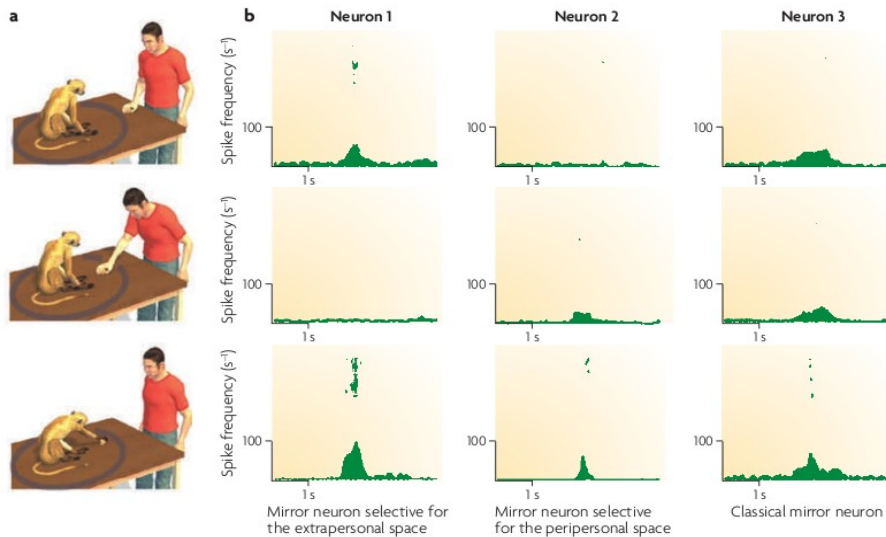 a
b
Neuron 1
Neuron 2
Neuron 3
Spike frequency (s⁻¹)
100
1 s
100
1 s
100
1 s
Spike frequency (s⁻¹)
100
1 s
100
1 s
100
1 s
Spike frequency (s⁻¹)
100
1 s
100
1 s
100
1 s
Mirror neuron selective for
the extrapersonal space
Mirror neuron selective
for the peripersonal space
Classical mirror neuron